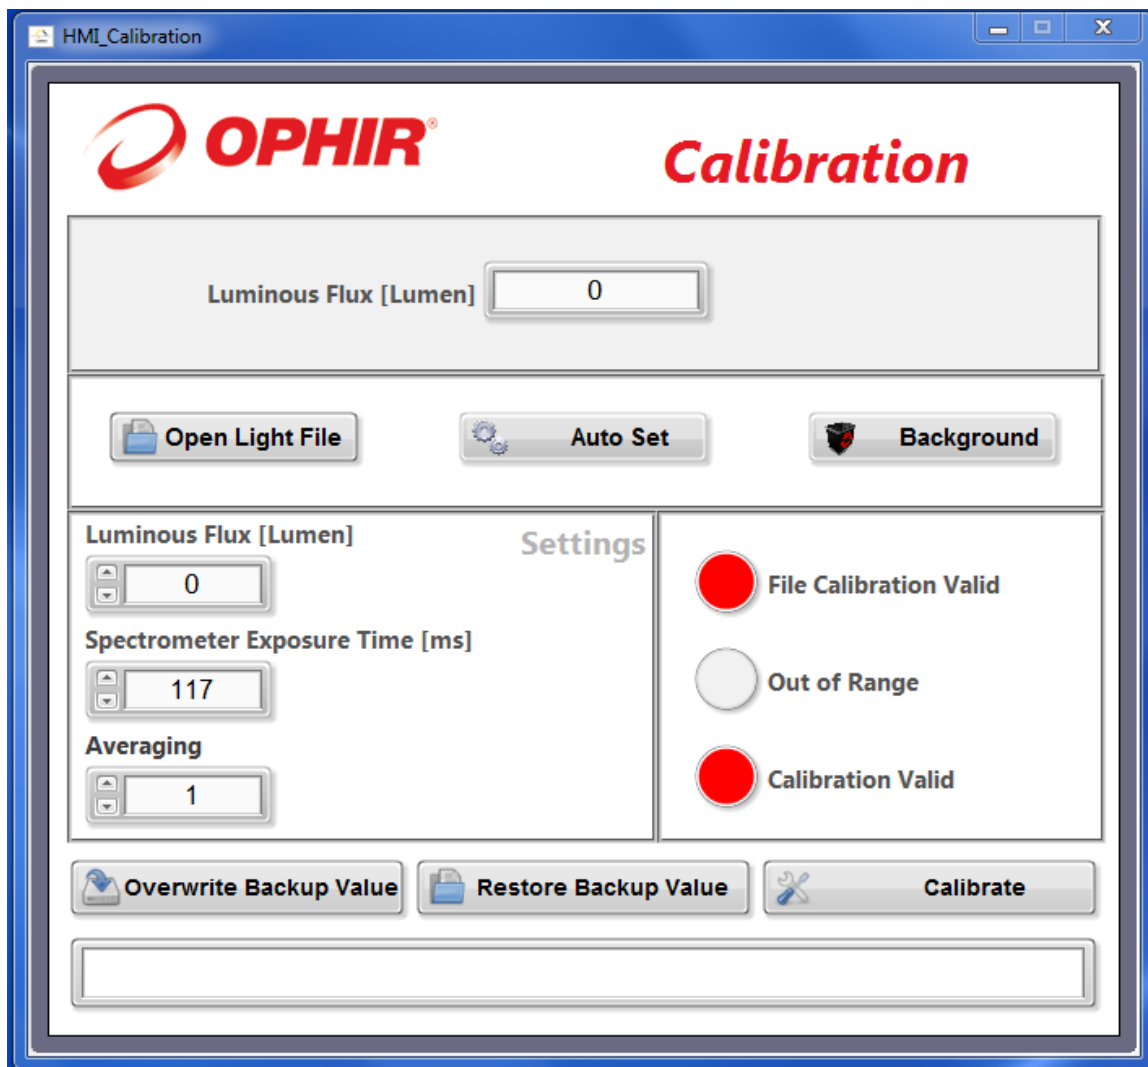 HMI_Calibration
OPHIR®
Calibration
Luminous Flux [Lumen] 0
Open Light File
Auto Set
Background
Luminous Flux [Lumen]
Settings
0
Spectrometer Exposure Time [ms]
117
Averaging
1
File Calibration Valid
Out of Range
Calibration Valid
Overwrite Backup Value
Restore Backup Value
Calibrate